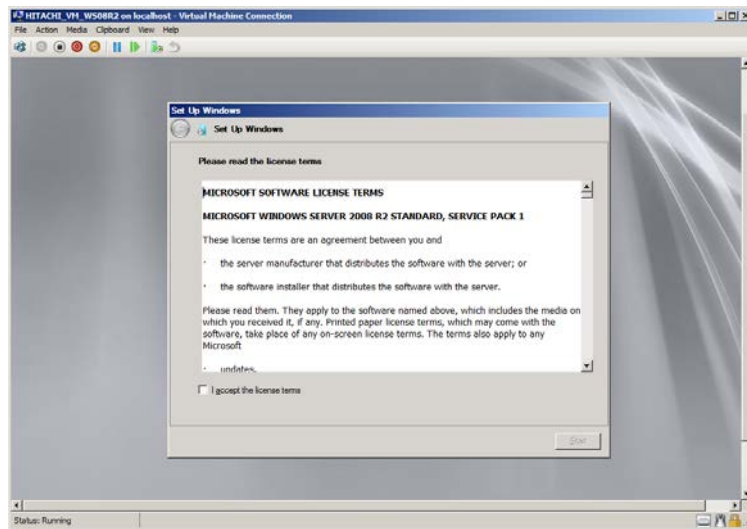 HITACHI_VM_WS08R2 on localhost - Virtual Machine Connection
File Action Media Clipboard View Help
Set Up Windows
Set Up Windows
Please read the license terms
MICROSOFT SOFTWARE LICENSE TERMS
MICROSOFT WINDOWS SERVER 2008 R2 STANDARD, SERVICE PACK 1
These license terms are an agreement between you and
· the server manufacturer that distributes the software with the server; or
· the software installer that distributes the software with the server.
Please read them. They apply to the software named above, which includes the media on
which you received it, if any. Printed paper license terms, which may come with the
software, take place of any on-screen license terms. The terms also apply to any
Microsoft
· updates,
I accept the license terms
Start
Status: Running